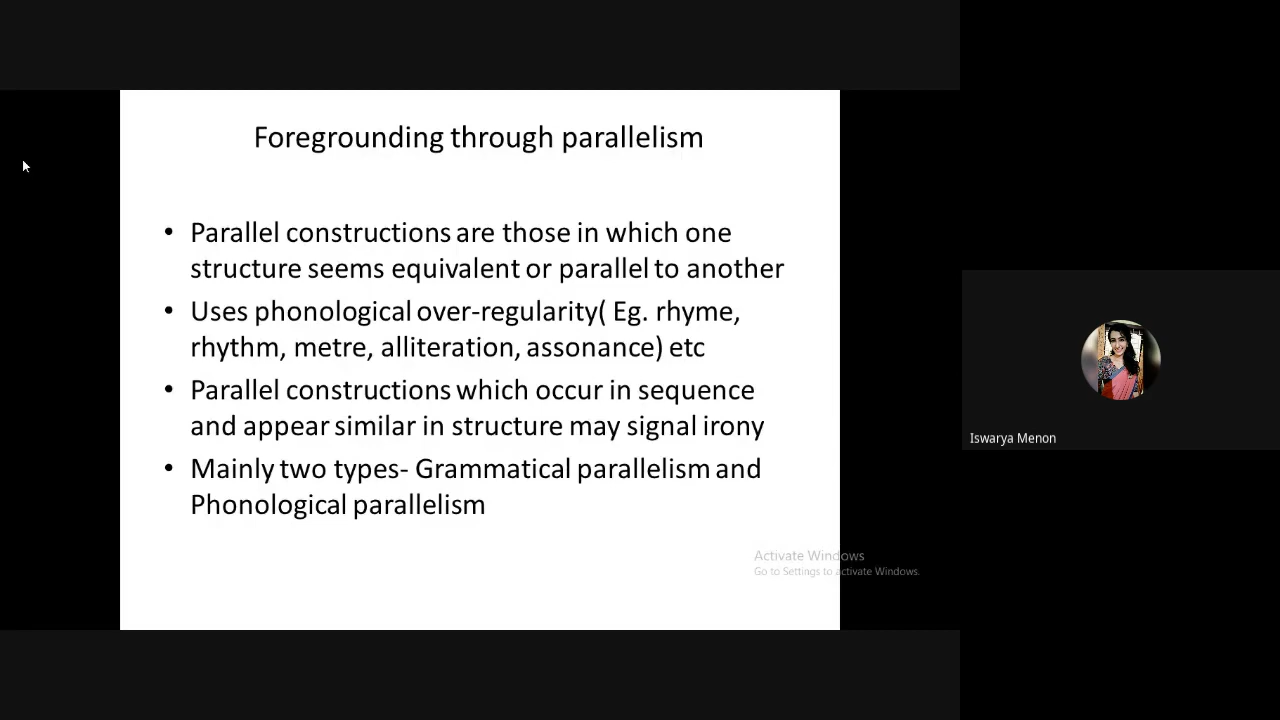 Foregrounding through parallelism
• Parallel constructions are those in which one
structure seems equivalent or parallel to another
• Uses phonological over-regularity( Eg. rhyme,
rhythm, metre, alliteration, assonance) etc
• Parallel constructions which occur in sequence
and appear similar in structure may signal irony
• Mainly two types- Grammatical parallelism and
Phonological parallelism
Activate Windows
Go to Settings to activate Windows.
Iswarya Menon